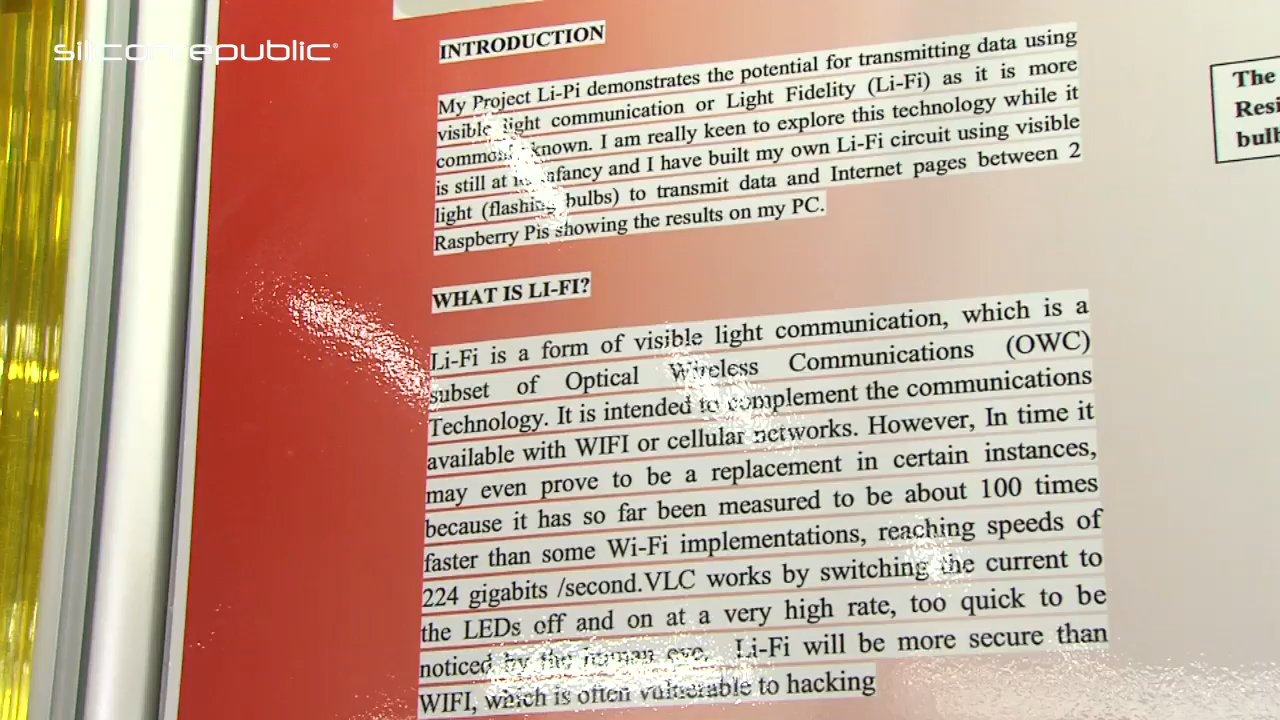 silicon republic
INTRODUCTION
My Project Li-Pi demonstrates the potential for transmitting data using
visible light communication or Light Fidelity (Li-Fi) as it is more
commonly known. I am really keen to explore this technology while it
is still at its infancy and I have built my own Li-Fi circuit using visible
light (flashing bulbs) to transmit data and Internet pages between 2
Raspberry Pis showing the results on my PC.
WHAT IS LI-FI?
Li-Fi is a form of visible light communication, which is a
subset of Optical Wireless Communications (OWC)
Technology. It is intended to complement the communications
available with WIFI or cellular networks. However, In time it
may even prove to be a replacement in certain instances,
because it has so far been measured to be about 100 times
faster than some Wi-Fi implementations, reaching speeds of
224 gigabits /second.VLC works by switching the current to
the LEDs off and on at a very high rate, too quick to be
noticed by the human eye. Li-Fi will be more secure than
WIFI, which is often vulnerable to hacking
The
Resi
bulb